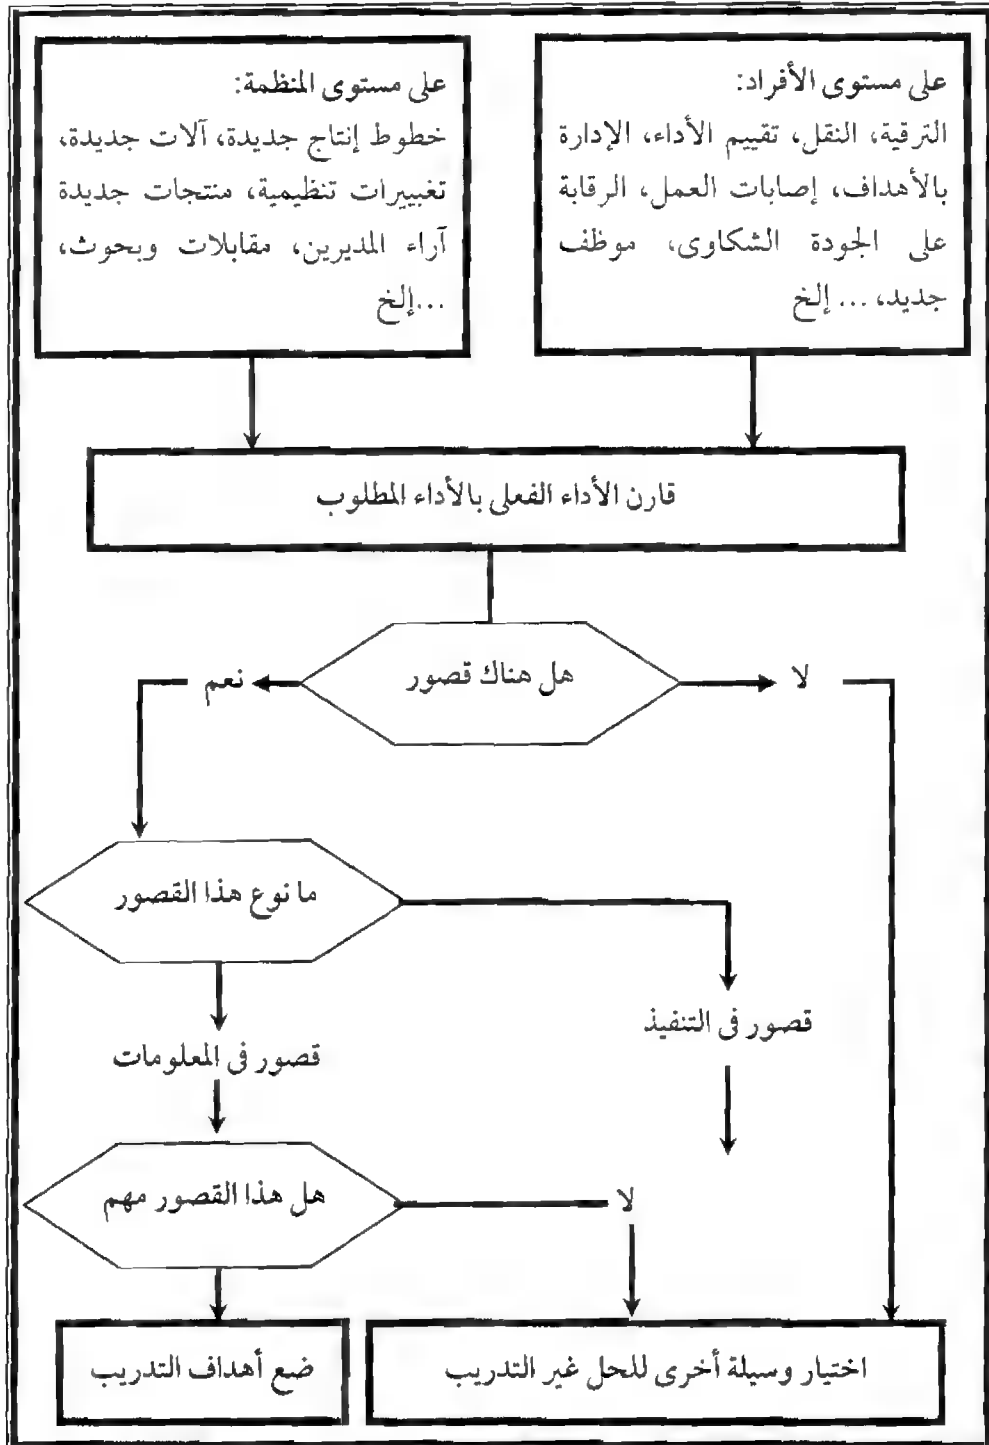 على مستوى الأفراد:
الترقية، النقل، تقييم الأداء، الإدارة
بالأهداف، إصابات العمل، الرقابة
على الجودة الشكاوى، موظف
جديد، ... إلخ
على مستوى المنظمة:
خطوط إنتاج جديدة، آلات جديدة،
تغييرات تنظيمية، منتجات جديدة
آراء المديرين، مقابلات وبحوث،
...إلخ
قارن الأداء الفعلى بالأداء المطلوب
هل هناك قصور
لا
نعم
ما نوع هذا القصور
قصور فى التنفيذ
قصور فى المعلومات
هل هذا القصور مهم
لا
اختيار وسيلة أخرى للحل غير التدريب
ضع أهداف التدريب